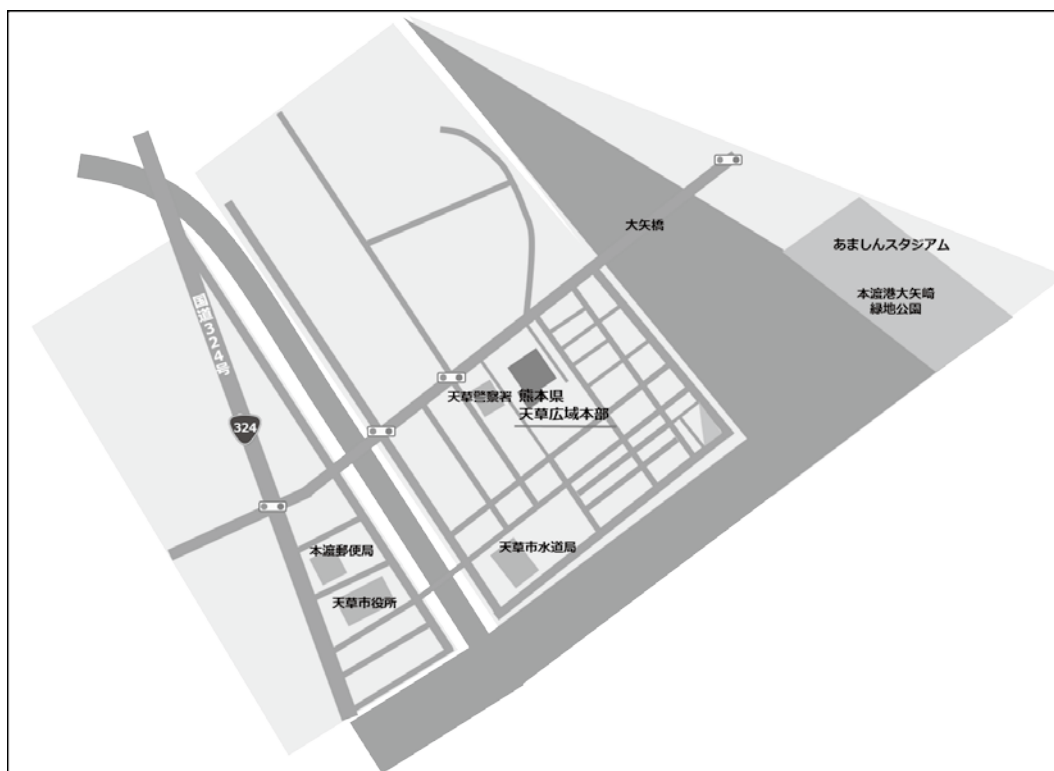 大矢橋
あましんスタジアム
本渡港大矢崎
緑地公園
国道324号
324
天草警察署
熊本県
天草広域本部
本渡郵便局
天草市水道局
天草市役所